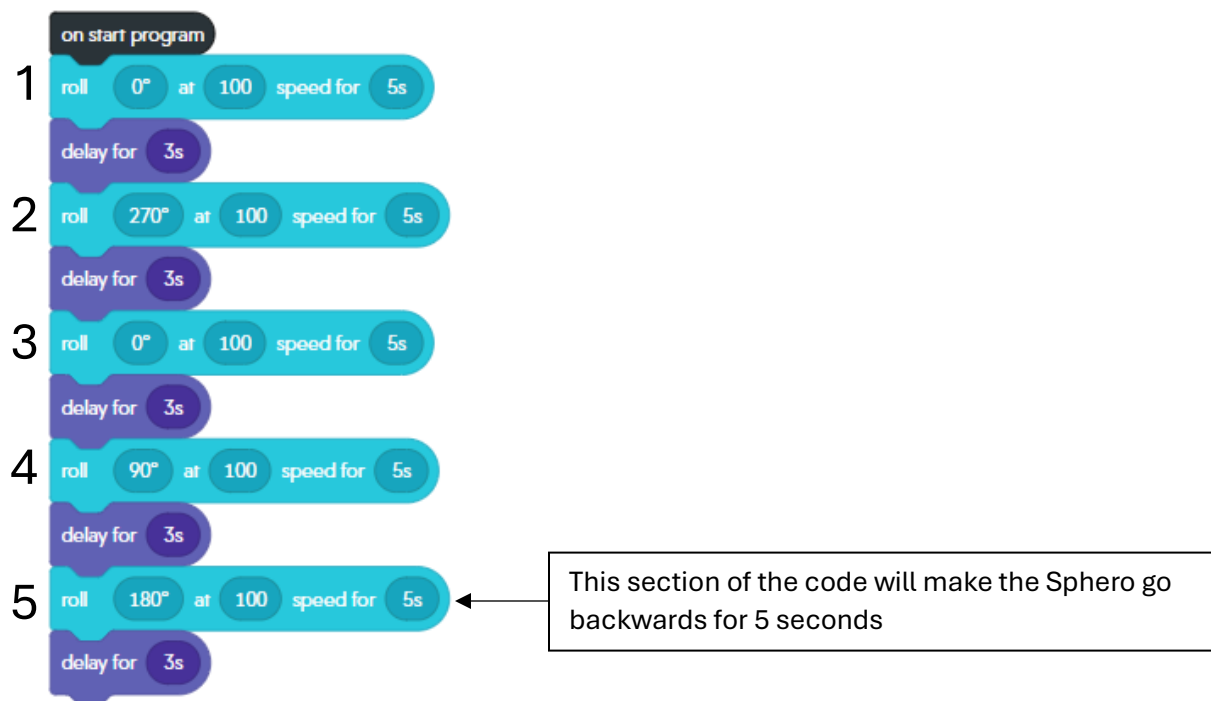 on start program
1 roll 0° at 100 speed for 5s
delay for 3s
2 roll 270° at 100 speed for 5s
delay for 3s
3 roll 0° at 100 speed for 5s
delay for 3s
4 roll 90° at 100 speed for 5s
delay for 3s
5 roll 180° at 100 speed for 5s
This section of the code will make the Sphero go
backwards for 5 seconds
delay for 3s